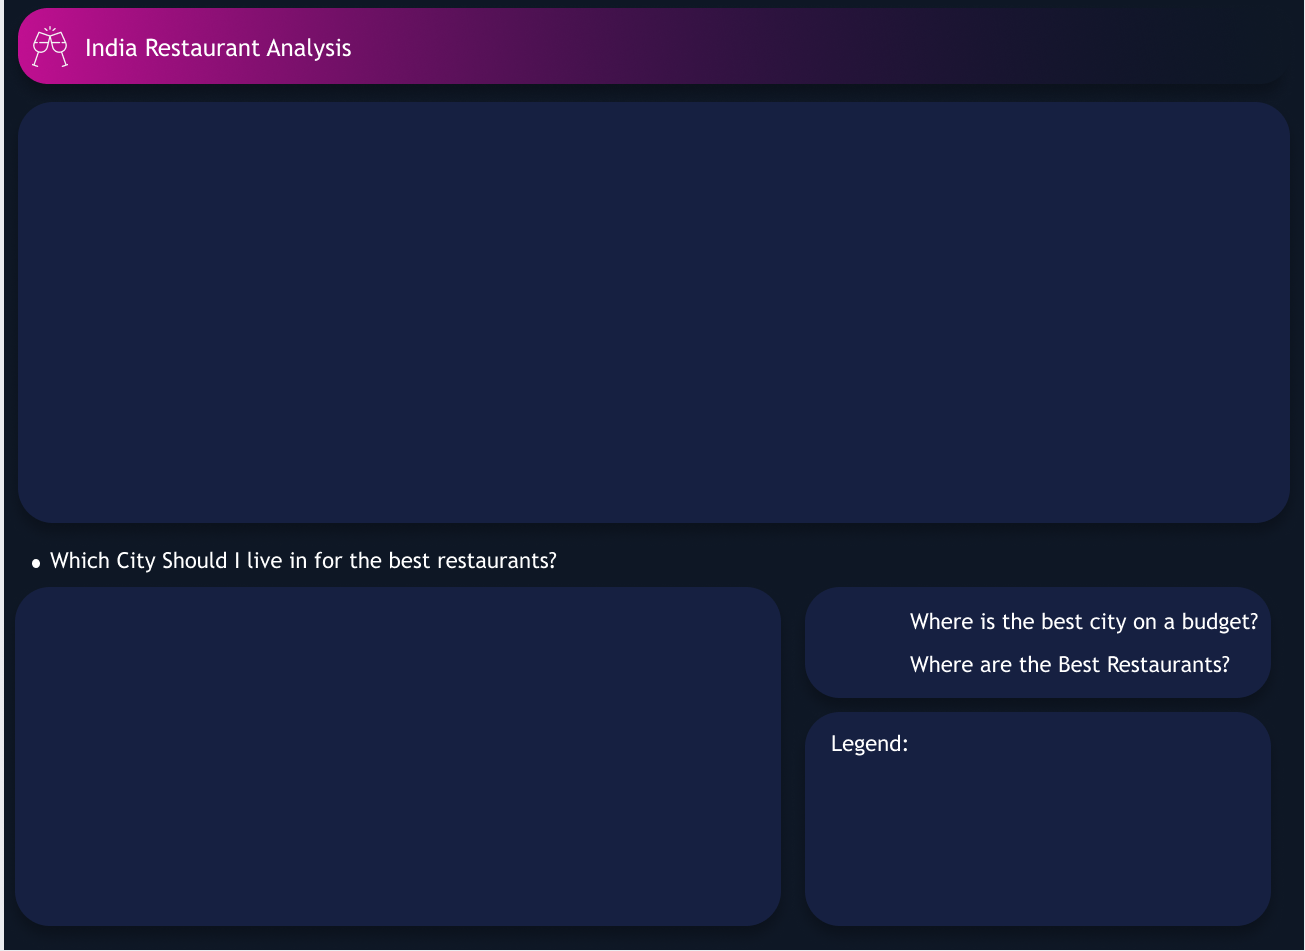 India Restaurant Analysis
• Which City Should I live in for the best restaurants?
Where is the best city on a budget?
Where are the Best Restaurants?
Legend: